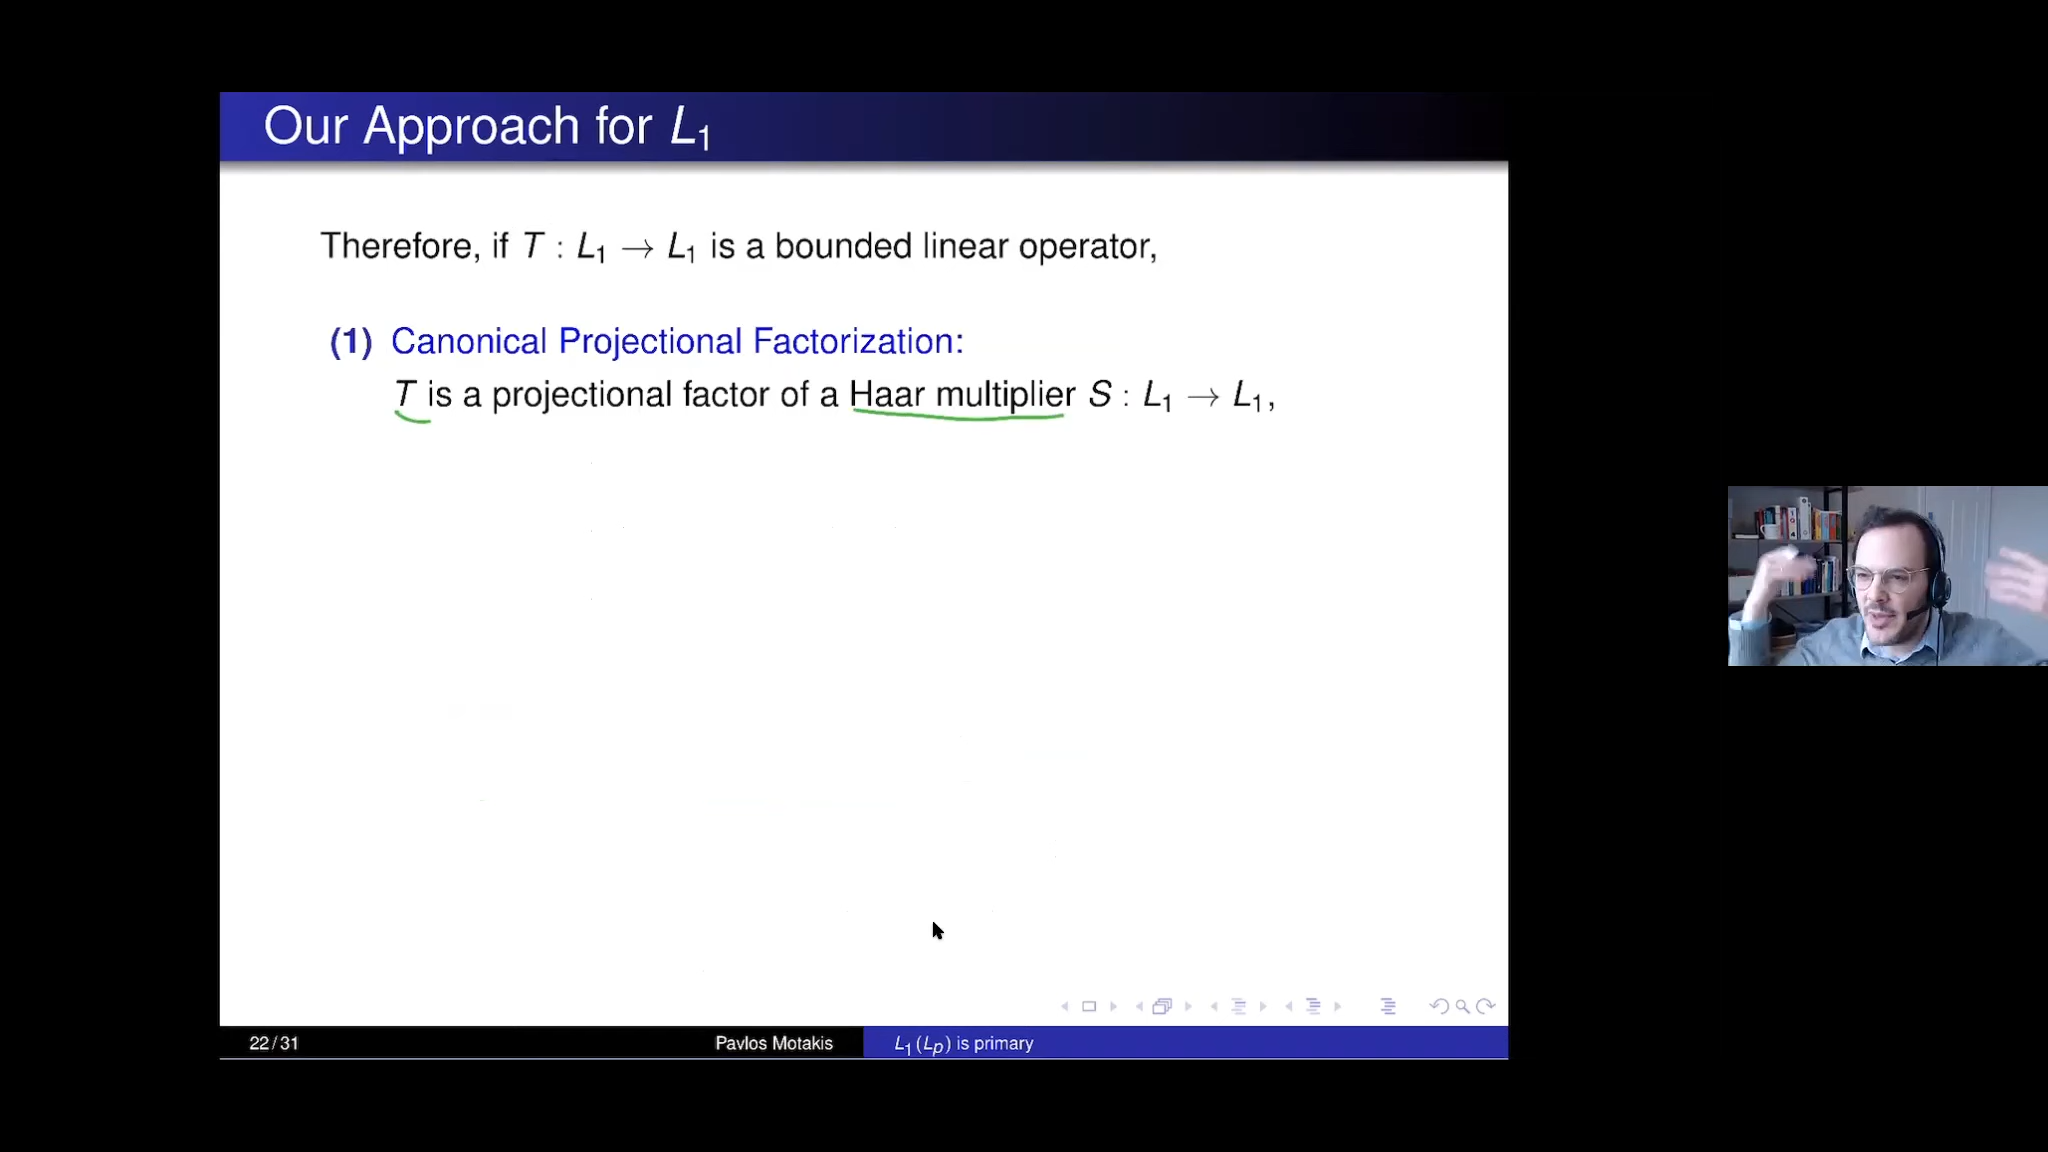 Our Approach for L₁
Therefore, if T : L₁ → L₁ is a bounded linear operator,
(1) Canonical Projectional Factorization:
T is a projectional factor of a Haar multiplier S : L₁ → L₁,
22 / 31 Pavlos Motakis L₁(Lₚ) is primary